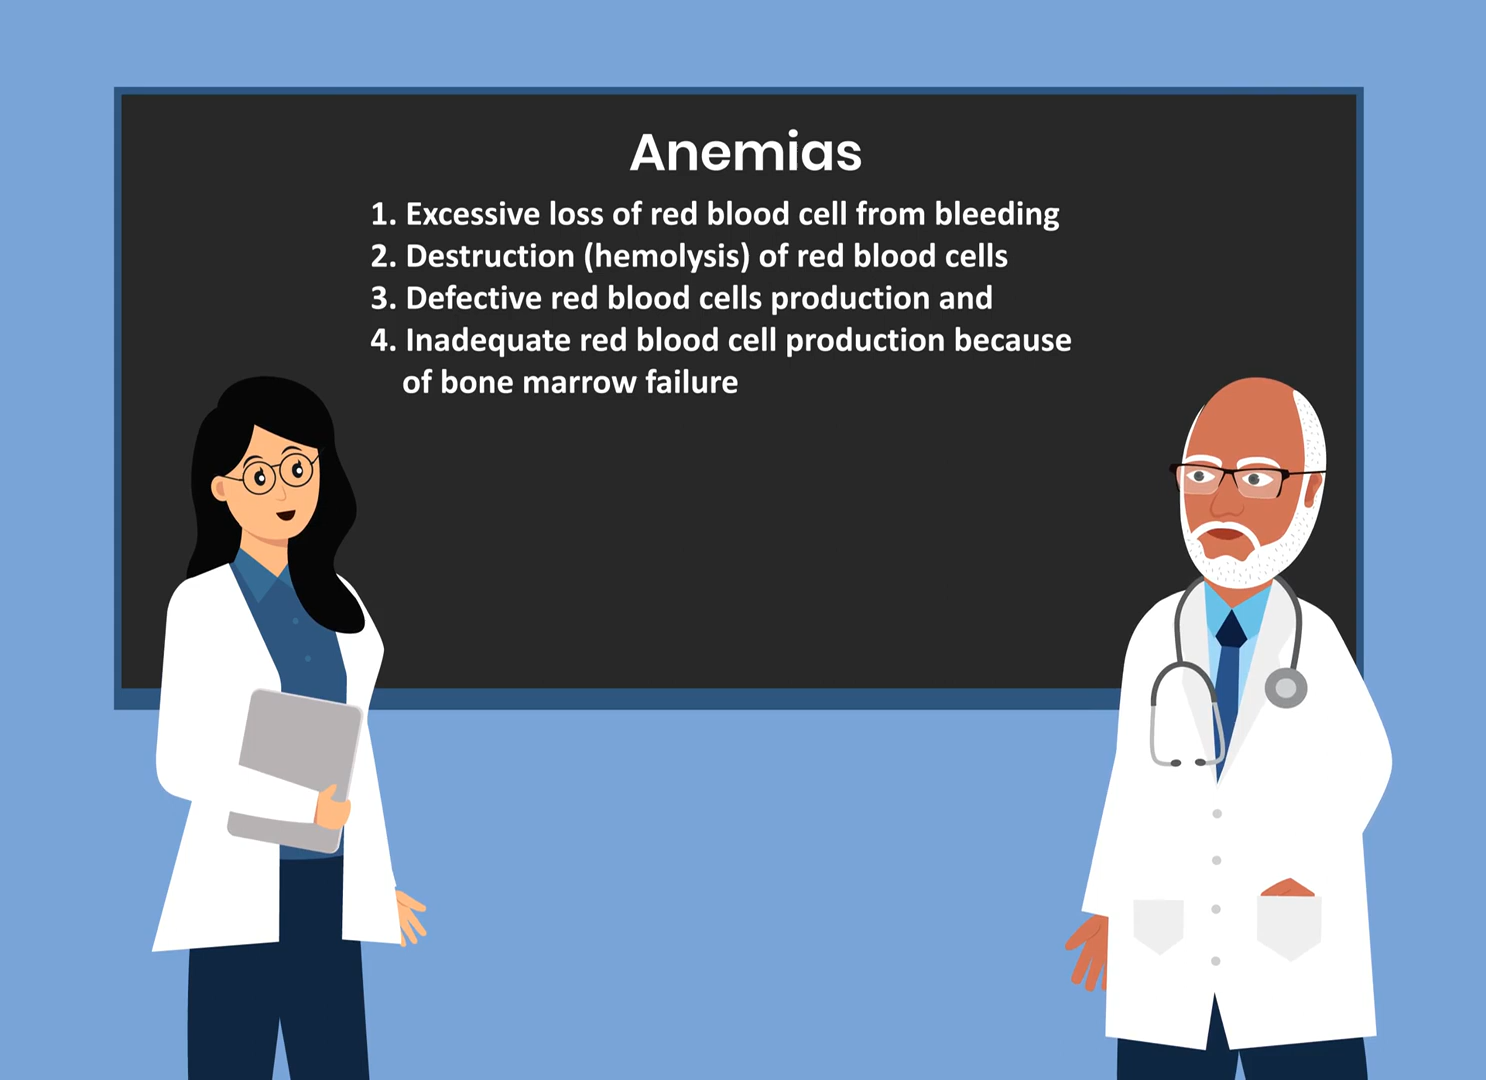 Anemias
1. Excessive loss of red blood cell from bleeding
2. Destruction (hemolysis) of red blood cells
3. Defective red blood cells production and
4. Inadequate red blood cell production because
of bone marrow failure